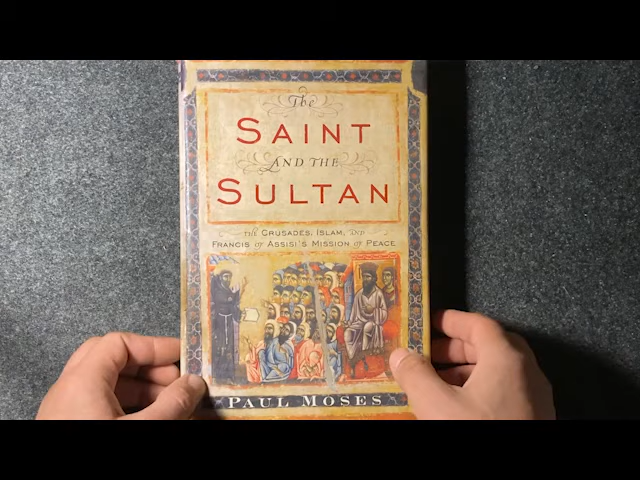 The
SAINT
AND THE
SULTAN
THE CRUSADES, ISLAM, AND
FRANCIS OF ASSISI'S MISSION OF PEACE
PAUL MOSES